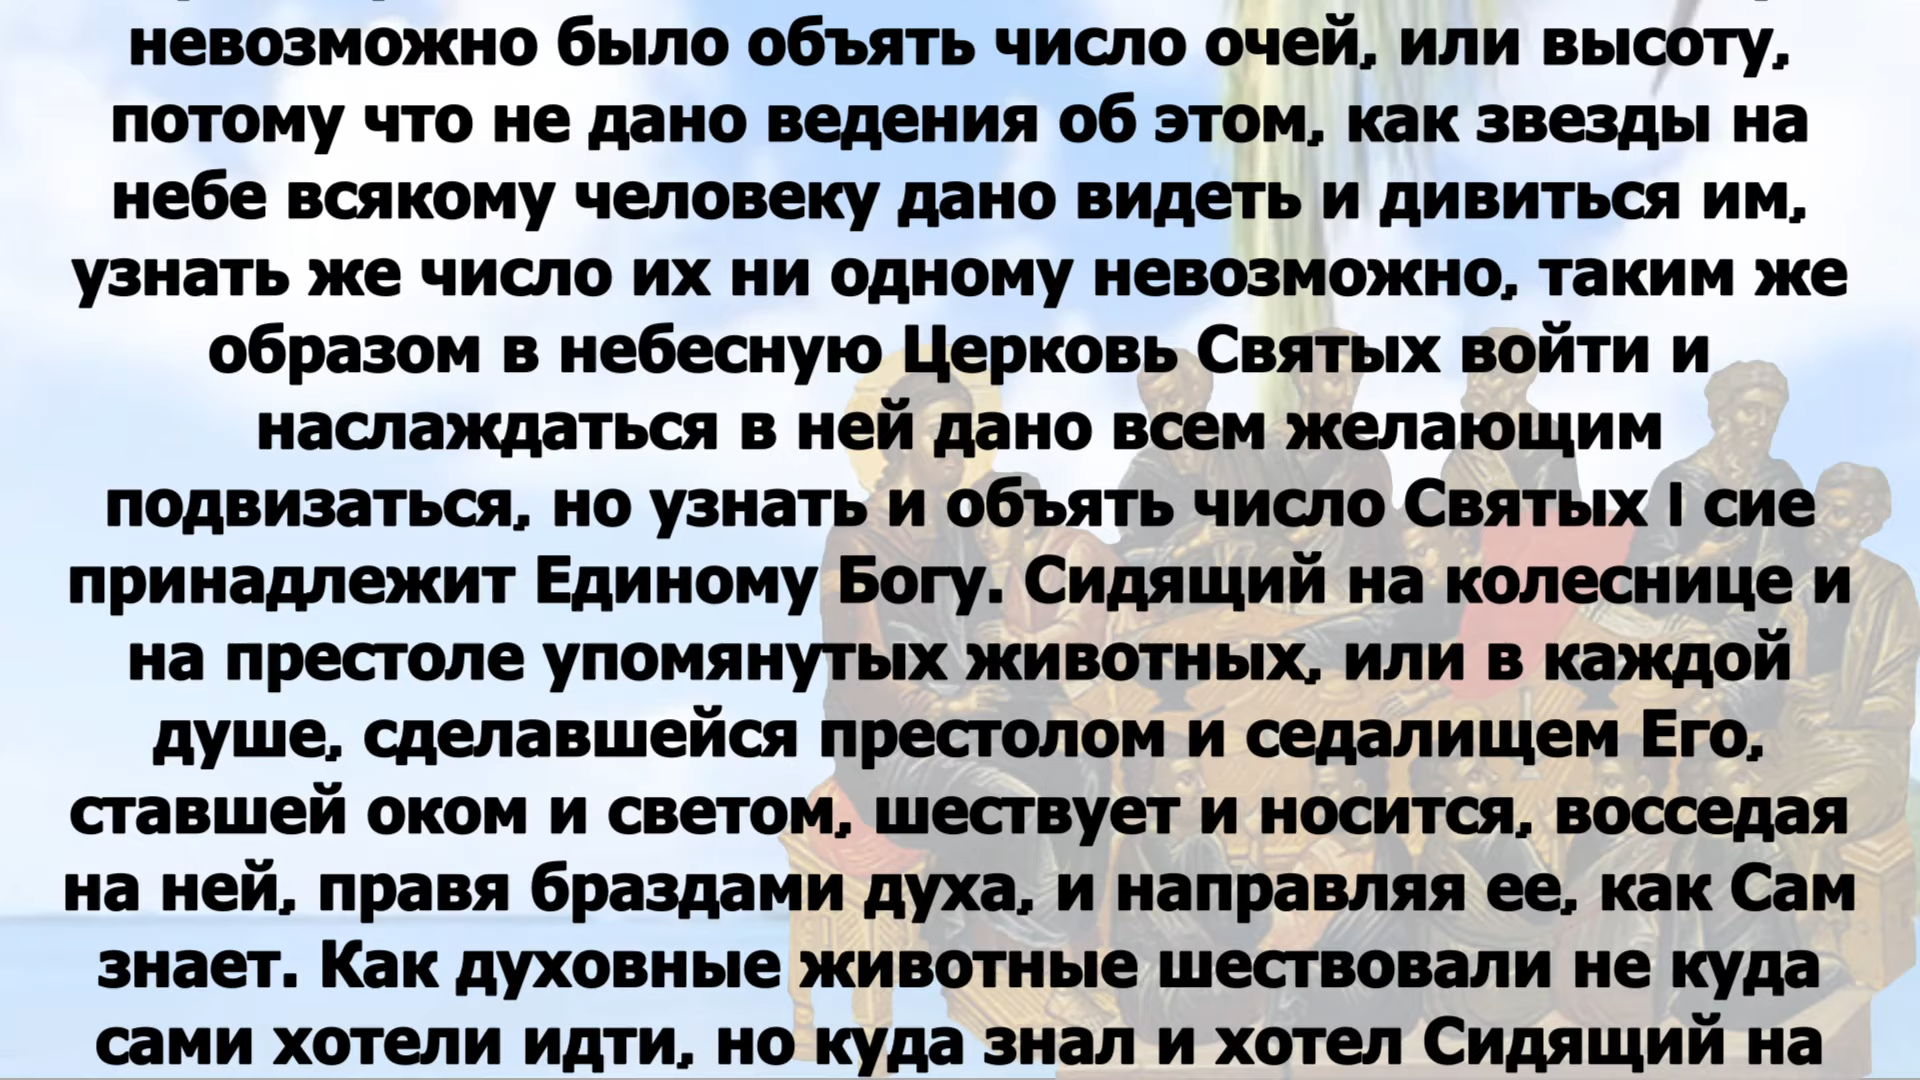 невозможно было объять число очей, или высоту,
потому что не дано ведения об этом, как звезды на
небе всякому человеку дано видеть и дивиться им,
узнать же число их ни одному невозможно, таким же
образом в небесную Церковь Святых войти и
наслаждаться в ней дано всем желающим
подвизаться, но узнать и объять число Святых | сие
принадлежит Единому Богу. Сидящий на колеснице и
на престоле упомянутых животных, или в каждой
душе, сделавшейся престолом и седалищем Его,
ставшей оком и светом, шествует и носится, восседая
на ней, правя браздами духа, и направляя ее, как Сам
знает. Как духовные животные шествовали не куда
сами хотели идти, но куда знал и хотел Сидящий на